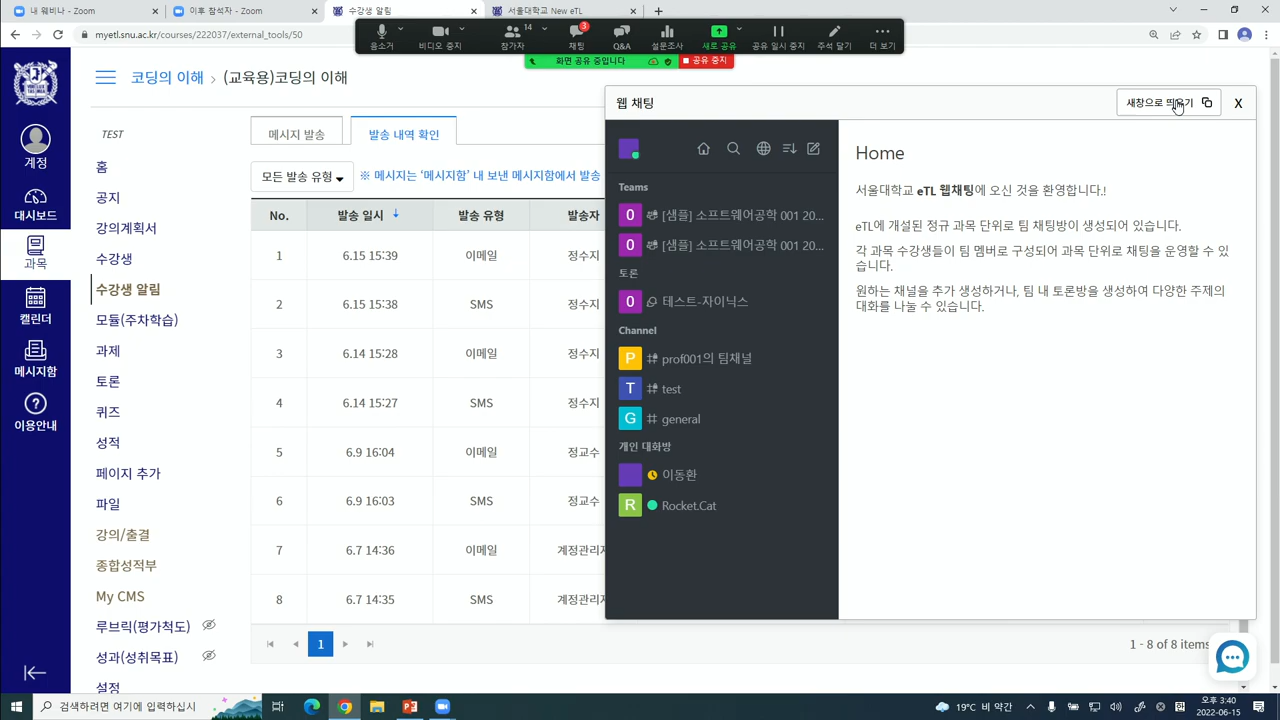 내 워버나 - Zoom
이후 참석자 - Zoom
수강생 알림
서울대학교 New eTL
myetl.snu.ac.kr/courses/222037/external_tools/50
14
3
음소거
비디오 중지
참가자
채팅
Q&A
설문조사
새로 공유
공유 일시 중지
주석 달기
더 보기
화면 공유 중입니다
공유 중지
계정
대시보드
과목
캘린더
메시지함
이용안내
코딩의 이해 > (교육용)코딩의 이해
TEST
홈
공지
강의계획서
수강생
수강생 알림
모듈(주차학습)
과제
토론
퀴즈
성적
페이지 추가
파일
강의/출결
종합성적부
My CMS
루브릭(평가척도)
성과(성취목표)
설정
메시지 발송
발송 내역 확인
모든 발송 유형
※ 메시지는 '메시지함' 내 보낸 메시지함에서 발송
No. 발송 일시 발송 유형 발송자
1 6.15 15:39 이메일 정수지
2 6.15 15:38 SMS 정수지
3 6.14 15:28 이메일 정수지
4 6.14 15:27 SMS 정수지
5 6.9 16:04 이메일 정교수
6 6.9 16:03 SMS 정교수
7 6.7 14:36 이메일 계정관리자
8 6.7 14:35 SMS 계정관리자
1
1 - 8 of 8 items
웹 채팅
X
Teams
0 [샘플] 소프트웨어공학 001 20...
0 [샘플] 소프트웨어공학 001 20...
토론
0 테스트-자이닉스
Channel
P prof001의 팀채널
T test
G general
개인 대화방
이동환
R Rocket.Cat
Home
서울대학교 eTL 웹채팅에 오신 것을 환영합니다.!
eTL에 개설된 정규 과목 단위로 팀 채팅방이 생성되어 있습니다.
각 과목 수강생들이 팀 멤버로 구성되어 과목 단위로 채팅을 운영할 수 있
습니다.
원하는 채널을 추가 생성하거나, 팀 내 토론방을 생성하여 다양한 주제의
대화를 나눌 수 있습니다.
검색하려면 여기에 입력하십시
19°C 비 약간
오후 3:40
2022-06-15